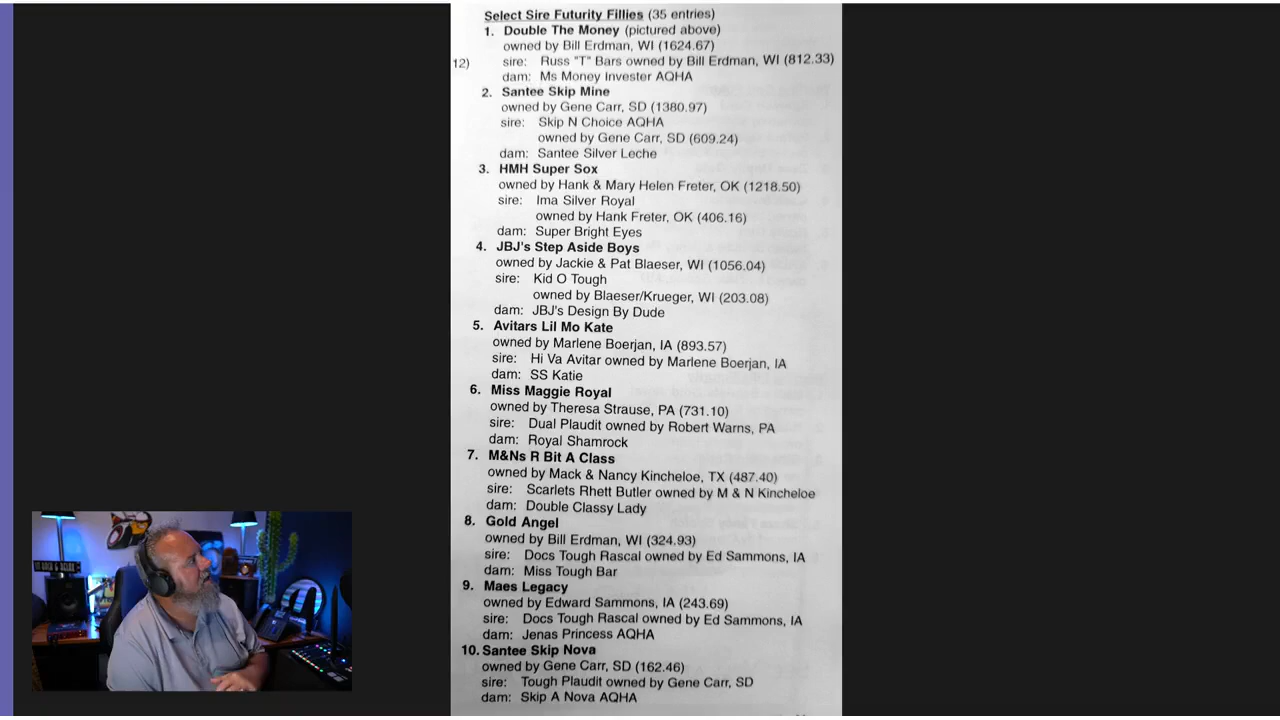 Select Sire Futurity Fillies (35 entries)
1. Double The Money (pictured above)
owned by Bill Erdman, WI (1624.67)
12) sire: Russ "T" Bars owned by Bill Erdman, WI (812.33)
dam: Ms Money Invester AQHA
2. Santee Skip Mine
owned by Gene Carr, SD (1380.97)
sire: Skip N Choice AQHA
owned by Gene Carr, SD (609.24)
dam: Santee Silver Leche
3. HMH Super Sox
owned by Hank & Mary Helen Freter, OK (1218.50)
sire: Ima Silver Royal
owned by Hank Freter, OK (406.16)
dam: Super Bright Eyes
4. JBJ's Step Aside Boys
owned by Jackie & Pat Blaeser, WI (1056.04)
sire: Kid O Tough
owned by Blaeser/Krueger, WI (203.08)
dam: JBJ's Design By Dude
5. Avitars Lil Mo Kate
owned by Marlene Boerjan, IA (893.57)
sire: Hi Va Avitar owned by Marlene Boerjan, IA
dam: SS Katie
6. Miss Maggie Royal
owned by Theresa Strause, PA (731.10)
sire: Dual Plaudit owned by Robert Warns, PA
dam: Royal Shamrock
7. M&Ns R Bit A Class
owned by Mack & Nancy Kincheloe, TX (487.40)
sire: Scarlets Rhett Butler owned by M & N Kincheloe
dam: Double Classy Lady
8. Gold Angel
owned by Bill Erdman, WI (324.93)
sire: Docs Tough Rascal owned by Ed Sammons, IA
dam: Miss Tough Bar
9. Maes Legacy
owned by Edward Sammons, IA (243.69)
sire: Docs Tough Rascal owned by Ed Sammons, IA
dam: Jenas Princess AQHA
10. Santee Skip Nova
owned by Gene Carr, SD (162.46)
sire: Tough Plaudit owned by Gene Carr, SD
dam: Skip A Nova AQHA